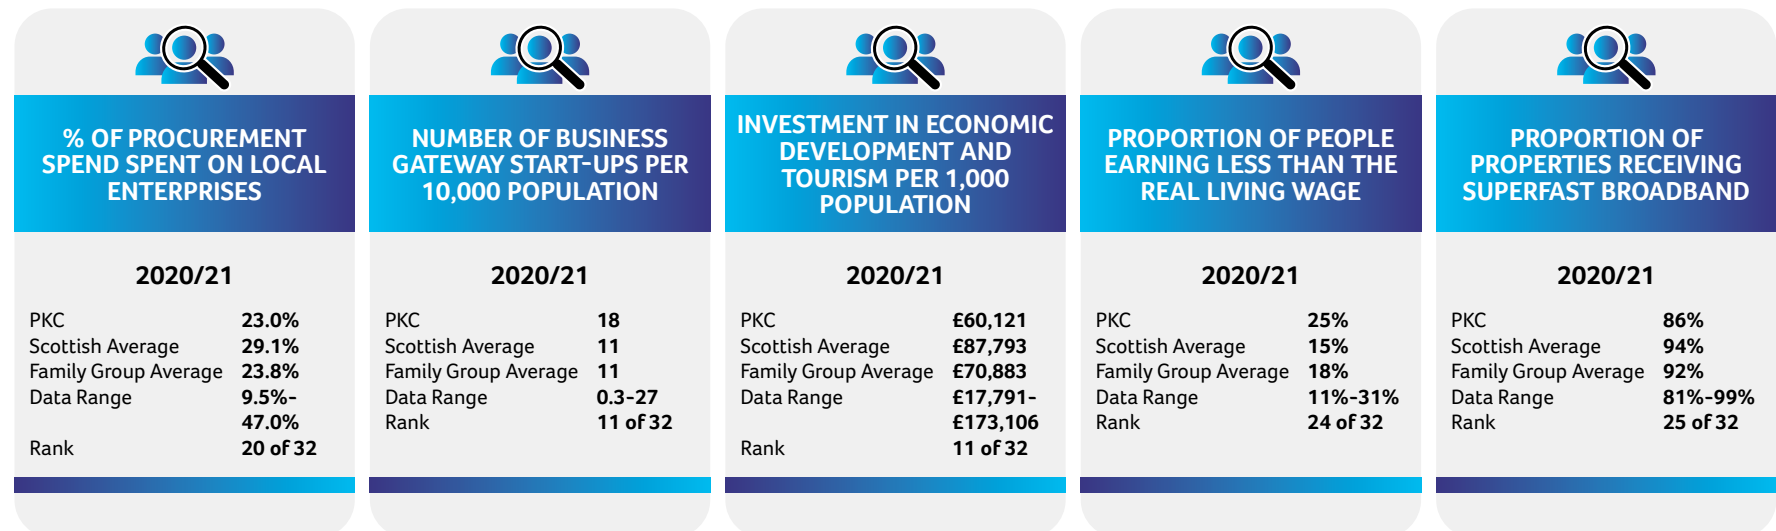 % OF PROCUREMENT
SPEND SPENT ON LOCAL
ENTERPRISES
2020/21
PKC 23.0%
Scottish Average 29.1%
Family Group Average 23.8%
Data Range 9.5%-
47.0%
Rank 20 of 32
NUMBER OF BUSINESS
GATEWAY START-UPS PER
10,000 POPULATION
2020/21
PKC 18
Scottish Average 11
Family Group Average 11
Data Range 0.3-27
Rank 11 of 32
INVESTMENT IN ECONOMIC
DEVELOPMENT AND
TOURISM PER 1,000
POPULATION
2020/21
PKC £60,121
Scottish Average £87,793
Family Group Average £70,883
Data Range £17,791-
£173,106
Rank 11 of 32
PROPORTION OF PEOPLE
EARNING LESS THAN THE
REAL LIVING WAGE
2020/21
PKC 25%
Scottish Average 15%
Family Group Average 18%
Data Range 11%-31%
Rank 24 of 32
PROPORTION OF
PROPERTIES RECEIVING
SUPERFAST BROADBAND
2020/21
PKC 86%
Scottish Average 94%
Family Group Average 92%
Data Range 81%-99%
Rank 25 of 32